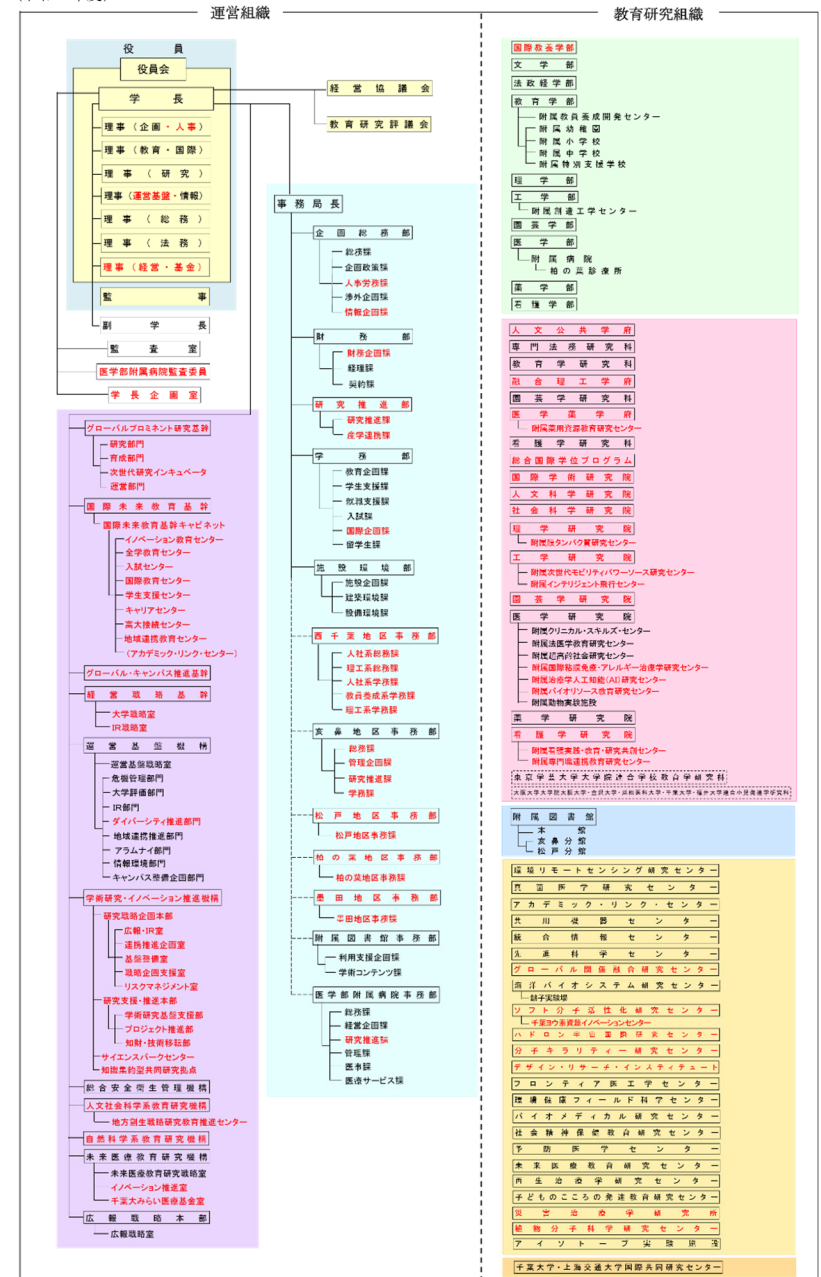 運営組織
役員
役員会
学長
理事（企画・人事）
理事（教育・国際）
理事（研究）
理事（運営基盤・情報）
理事（総務）
理事（法務）
理事（経営・基金）
監事
副学長
監査室
医学部附属病院監査委員
学長企画室
経営協議会
教育研究評議会
グローバルプロミネント研究基幹
研究部門
育成部門
次世代研究インキュベータ
運営部門
国際未来教育基幹
国際未来教育基幹キャビネット
イノベーション教育センター
全学教育センター
入試センター
国際教育センター
学生支援センター
キャリアセンター
高大接続センター
地域連携教育センター
（アカデミック・リンク・センター）
グローバル・キャンパス推進基幹
経営戦略基幹
大学戦略室
IR戦略室
運営基盤機構
運営基盤戦略室
危機管理部門
大学評価部門
IR部門
ダイバーシティ推進部門
地域連携推進部門
アラムナイ部門
情報環境部門
キャンパス整備企画部門
学術研究・イノベーション推進機構
研究戦略企画本部
広報・IR室
連携推進企画室
基盤整備室
戦略企画支援室
リスクマネジメント室
研究支援・推進本部
学術研究基盤支援部
プロジェクト推進部
知財・技術移転部
サイエンスパークセンター
知識集約型共同研究拠点
総合安全衛生管理機構
人文社会科学系教育研究機構
地方創生戦略研究教育推進センター
自然科学系教育研究機構
未来医療教育研究機構
未来医療教育研究戦略室
イノベーション推進室
千葉大みらい医療基金室
広報戦略本部
広報戦略室
事務局長
企画総務部
総務課
企画政策課
人事労務課
渉外企画課
情報企画課
財務部
財務企画課
経理課
契約課
研究推進部
研究推進課
産学連携課
学務部
教育企画課
学生支援課
就職支援課
入試課
国際企画課
留学生課
施設環境部
施設企画課
建築環境課
設備環境課
西千葉地区事務部
人社系総務課
理工系総務課
人社系学務課
教員養成系学務課
理工系学務課
亥鼻地区事務部
総務課
管理企画課
研究推進課
学務課
松戸地区事務部
松戸地区事務課
柏の葉地区事務部
柏の葉地区事務課
墨田地区事務部
墨田地区事務課
附属図書館事務部
利用支援企画課
学術コンテンツ課
医学部附属病院事務部
総務課
経営企画課
研究推進課
管理課
医事課
医療サービス課
教育研究組織
国際教養学部
文学部
法政経学部
教育学部
附属教員養成開発センター
附属幼稚園
附属小学校
附属中学校
附属特別支援学校
理学部
工学部
附属創造工学センター
園芸学部
医学部
附属病院
柏の葉診療所
薬学部
看護学部
人文公共学府
専門法務研究科
教育学研究科
融合理工学府
園芸学研究科
医学薬学府
附属薬用資源教育研究センター
看護学研究科
総合国際学位プログラム
国際学術研究院
人文科学研究院
社会科学研究院
理学研究院
附属膜タンパク質研究センター
工学研究院
附属次世代モビリティパワーソース研究センター
附属インテリジェント飛行センター
園芸学研究院
医学研究院
附属クリニカル・スキルズ・センター
附属法医学教育研究センター
附属超高齢社会研究センター
附属国際粘膜免疫・アレルギー治療学研究センター
附属治療学人工知能(AI)研究センター
附属バイオリソース教育研究センター
附属動物実験施設
薬学研究院
看護学研究院
附属看護実践・教育・研究共創センター
附属専門職連携教育研究センター
東京学芸大学大学院連合学校教育学研究科
大阪大学大学院大阪大学・金沢大学・浜松医科大学・千葉大学・福井大学連合小児発達学研究科
附属図書館
本館
亥鼻分館
松戸分館
環境リモートセンシング研究センター
真菌医学研究センター
アカデミック・リンク・センター
共用機器センター
統合情報センター
先進科学センター
グローバル関係融合研究センター
海洋バイオシステム研究センター
銚子実験場
ソフト分子活性化研究センター
千葉ヨウ素資源イノベーションセンター
ハドロン宇宙国際研究センター
分子キラリティー研究センター
デザイン・リサーチ・インスティテュート
フロンティア医工学センター
環境健康フィールド科学センター
バイオメディカル研究センター
社会精神保健教育研究センター
予防医学センター
未来医療教育研究センター
再生治療学研究センター
子どものこころの発達教育研究センター
災害治療学研究所
植物分子科学研究センター
アイソトープ実験施設
千葉大学・上海交通大学国際共同研究センター